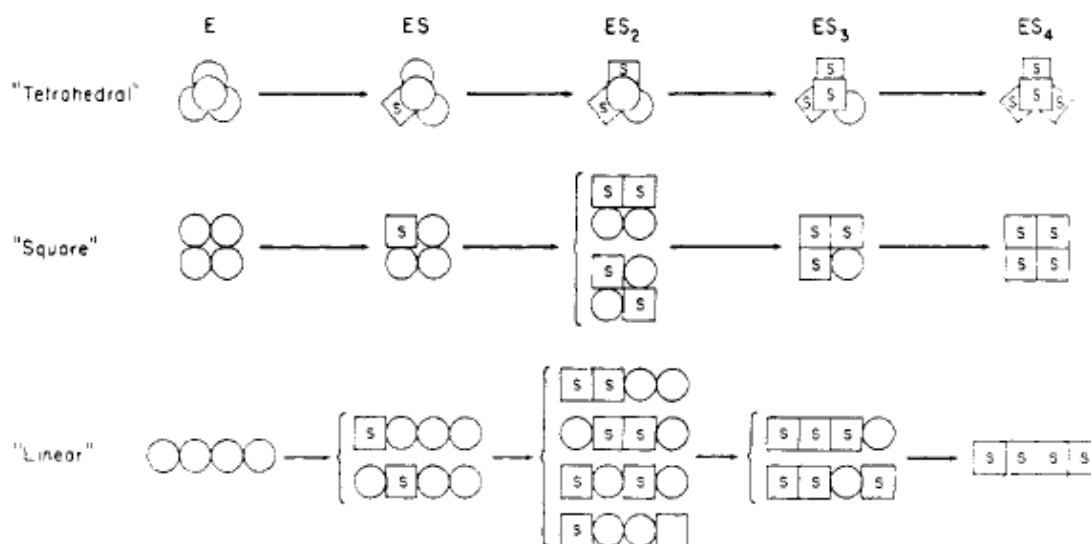 E ES ES₂ ES₃ ES₄
S S S
"Tetrahedral" S S
S S S S S
S S
S S S S S
"Square"
S S S S
S
S S
S S S S S S
"Linear" S S S S
S S S S S S
S